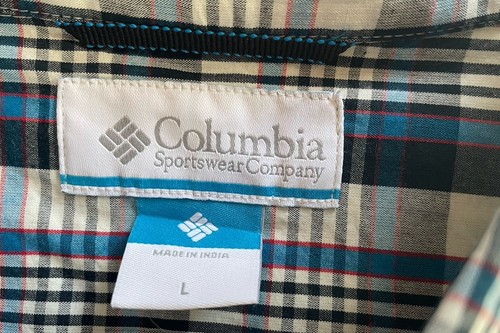 Columbia
Sportswear Company
MADE IN INDIA
L